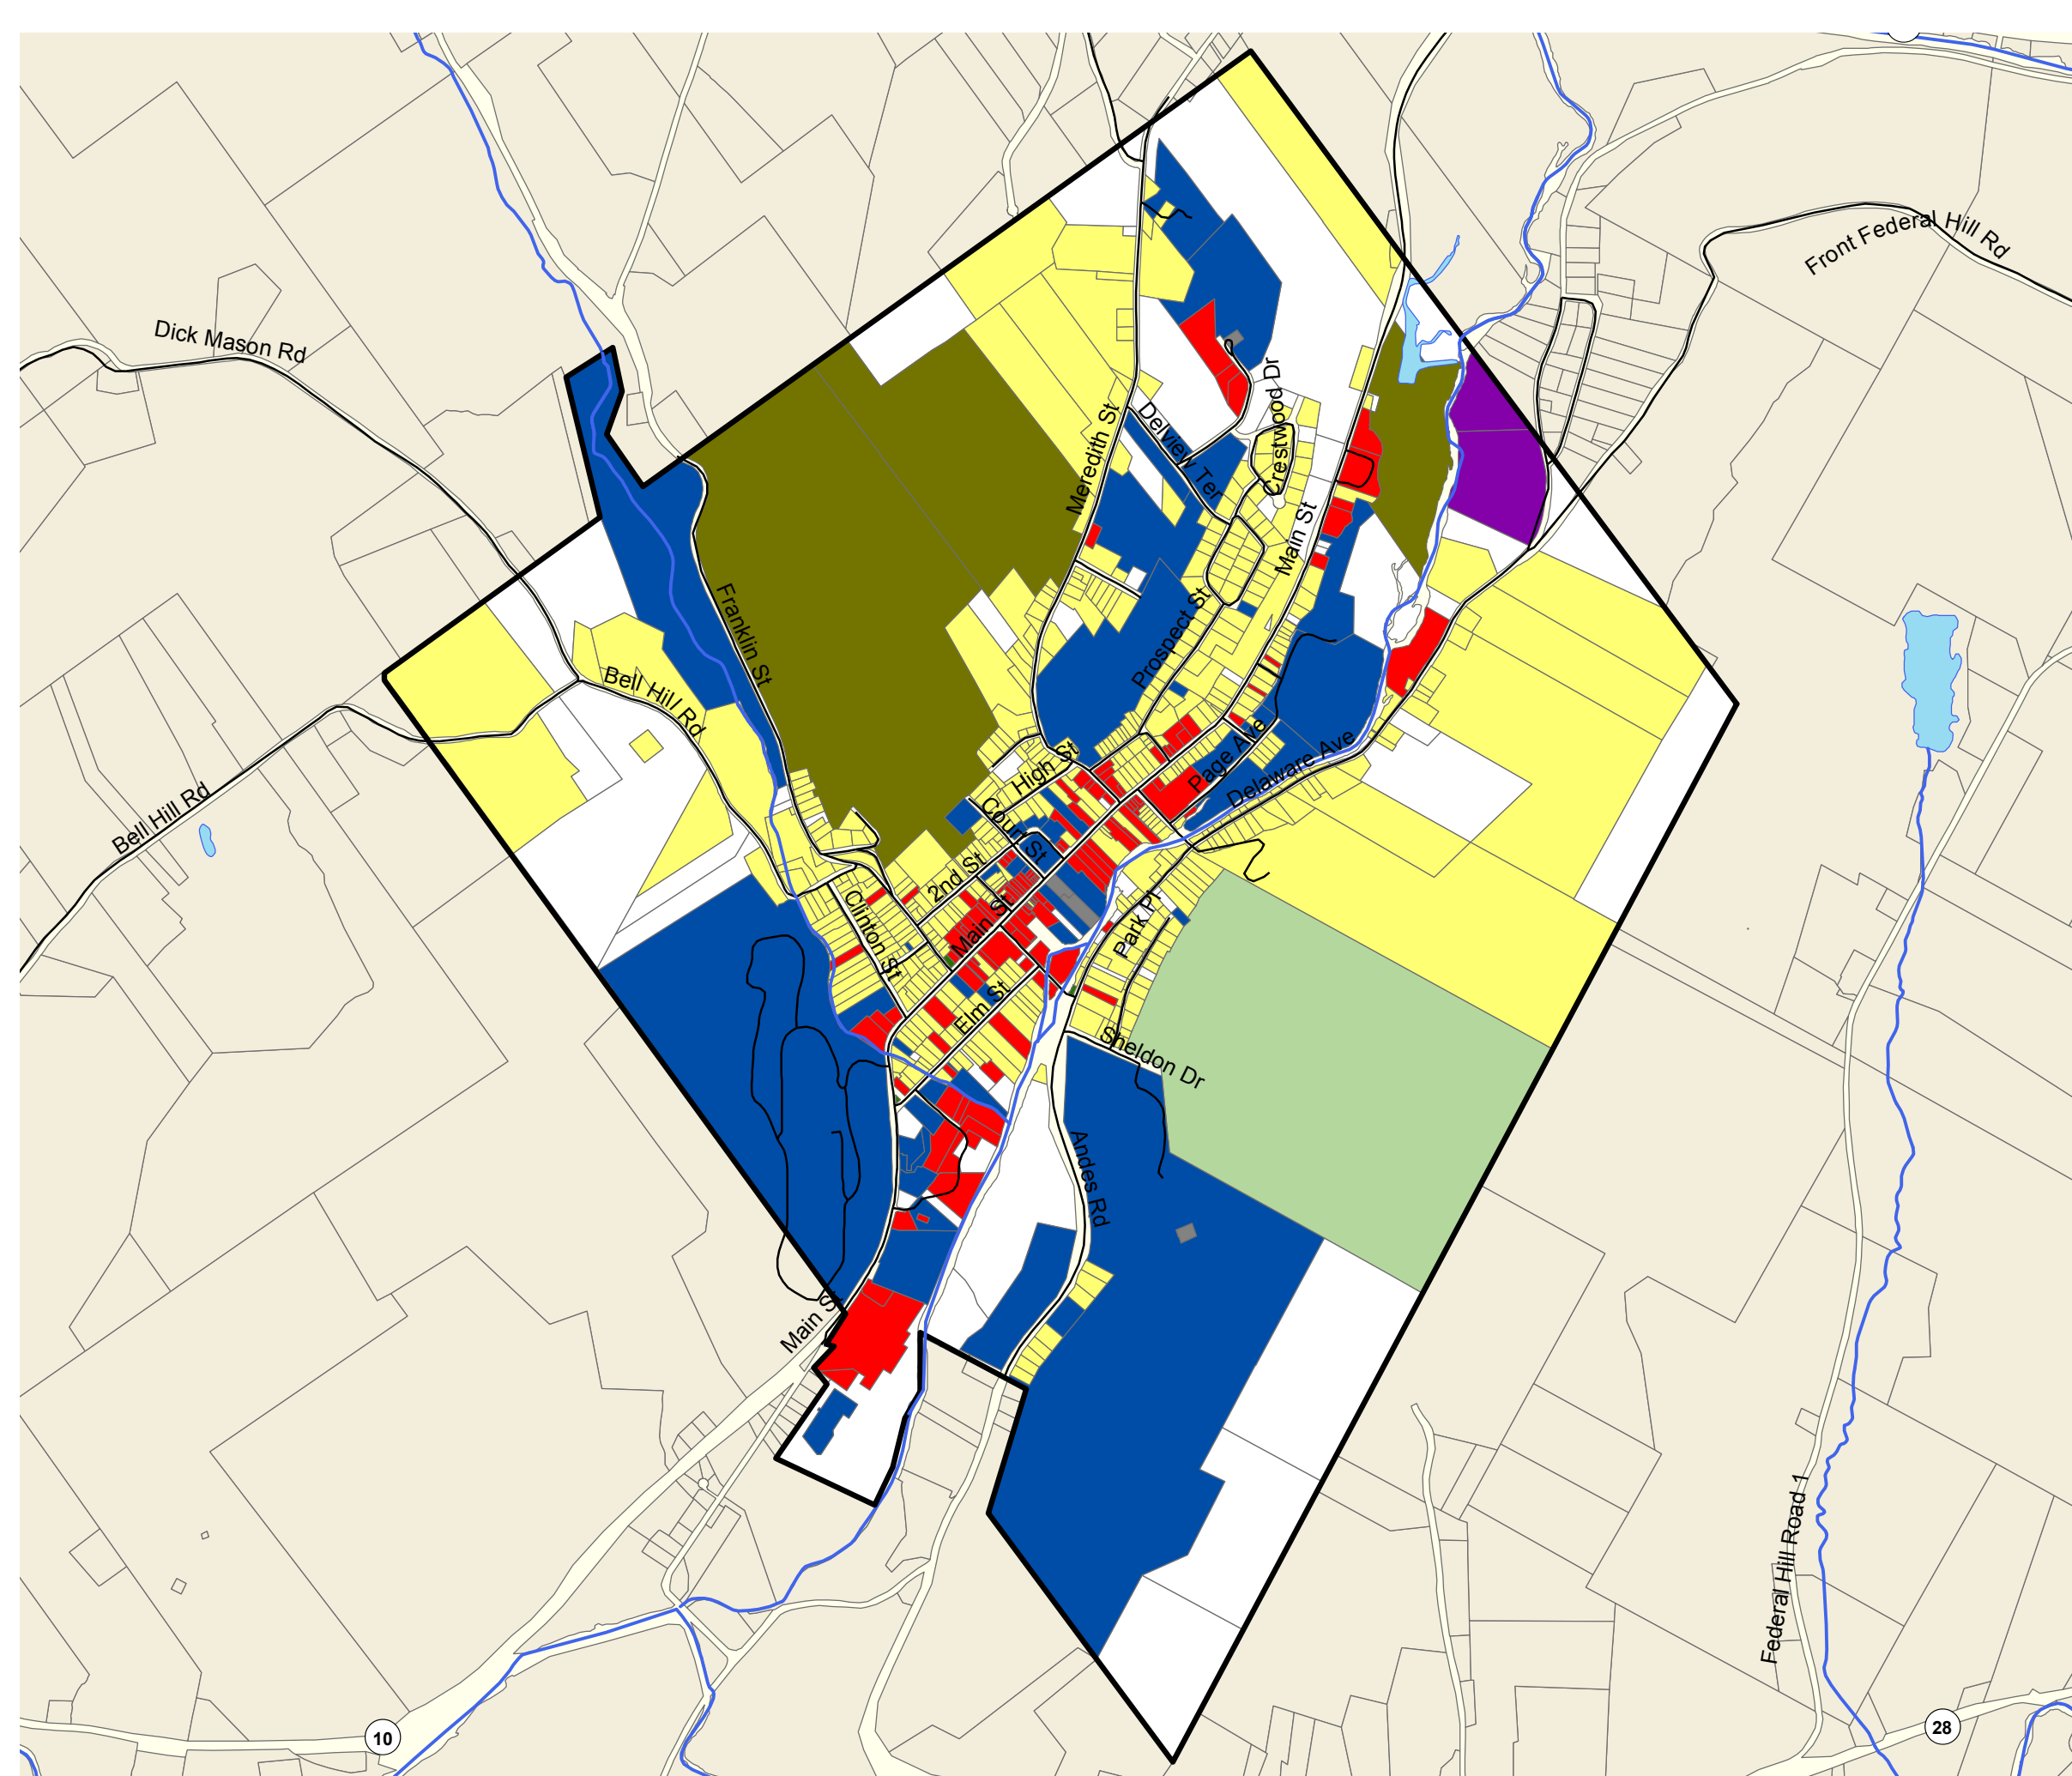 Front Federal Hill Rd
Dick Mason Rd
Crestwood Dr
Meredith St
Delview Ter
Main St
Franklin St
Prospect St
Bell Hill Rd
Page Ave
High St
Delaware Ave
Bell Hill Rd
Court St
2nd St
Clinton St
Main St
Park Pl
Elm St
Sheldon Dr
Andes Rd
Main St
Federal Hill Road 1
10
28